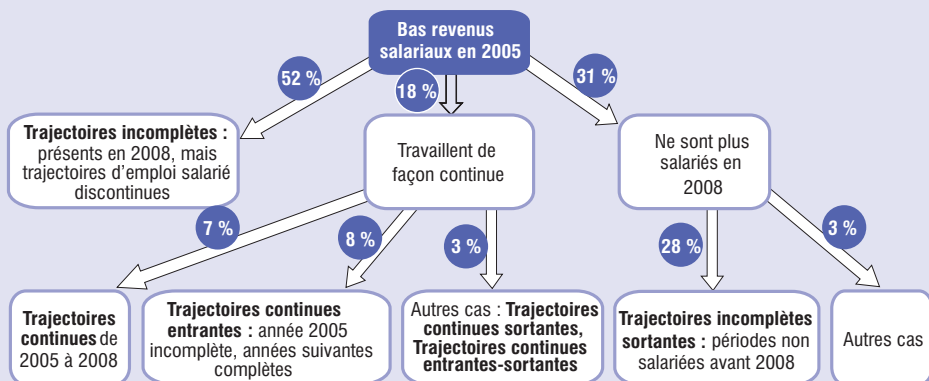 Bas revenus
salariaux en 2005
52 %
18 %
31 %
Trajectoires incomplètes :
présents en 2008, mais
trajectoires d'emploi salarié
discontinues
Travaillent de
façon continue
Ne sont plus
salariés en
2008
7 %
8 %
3 %
28 %
3 %
Trajectoires
continues de
2005 à 2008
Trajectoires continues
entrantes : année 2005
incomplète, années suivantes
complètes
Autres cas : Trajectoires
continues sortantes,
Trajectoires continues
entrantes-sortantes
Trajectoires incomplètes
sortantes : périodes non
salariées avant 2008
Autres cas